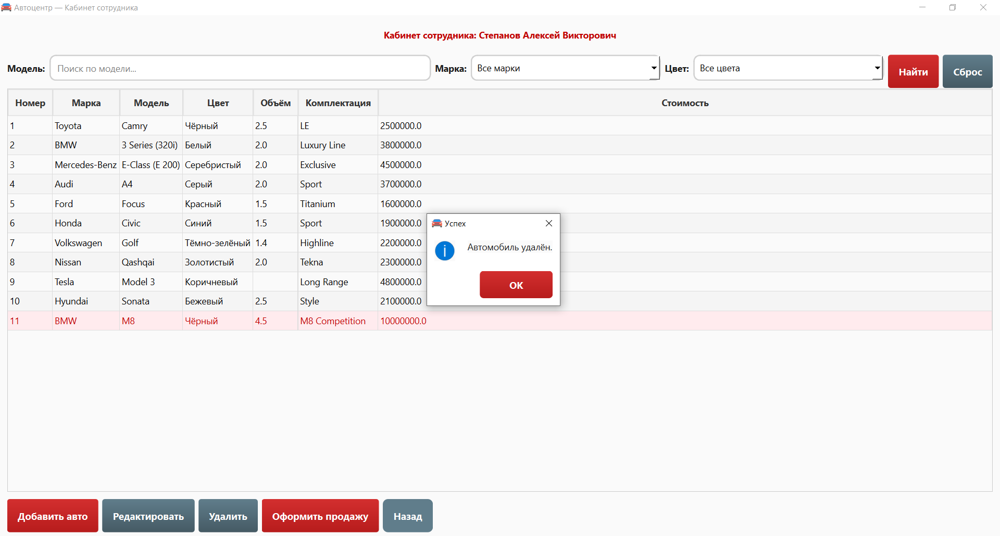 Автоцентр — Кабинет сотрудника
Кабинет сотрудника: Степанов Алексей Викторович
Модель: Поиск по модели... Марка: Все марки Цвет: Все цвета Найти Сброс
Номер Марка Модель Цвет Объём Комплектация Стоимость
1 Toyota Camry Чёрный 2.5 LE 2500000.0
2 BMW 3 Series (320i) Белый 2.0 Luxury Line 3800000.0
3 Mercedes-Benz E-Class (E 200) Серебристый 2.0 Exclusive 4500000.0
4 Audi A4 Серый 2.0 Sport 3700000.0
5 Ford Focus Красный 1.5 Titanium 1600000.0
6 Honda Civic Синий 1.5 Sport 1900000.0
7 Volkswagen Golf Тёмно-зелёный 1.4 Highline 2200000.0
8 Nissan Qashqai Золотистый 2.0 Tekna 2300000.0
9 Tesla Model 3 Коричневый Long Range 4800000.0
10 Hyundai Sonata Бежевый 2.5 Style 2100000.0
11 BMW M8 Чёрный 4.5 M8 Competition 10000000.0
Успех
Автомобиль удалён.
OK
Добавить авто Редактировать Удалить Оформить продажу Назад